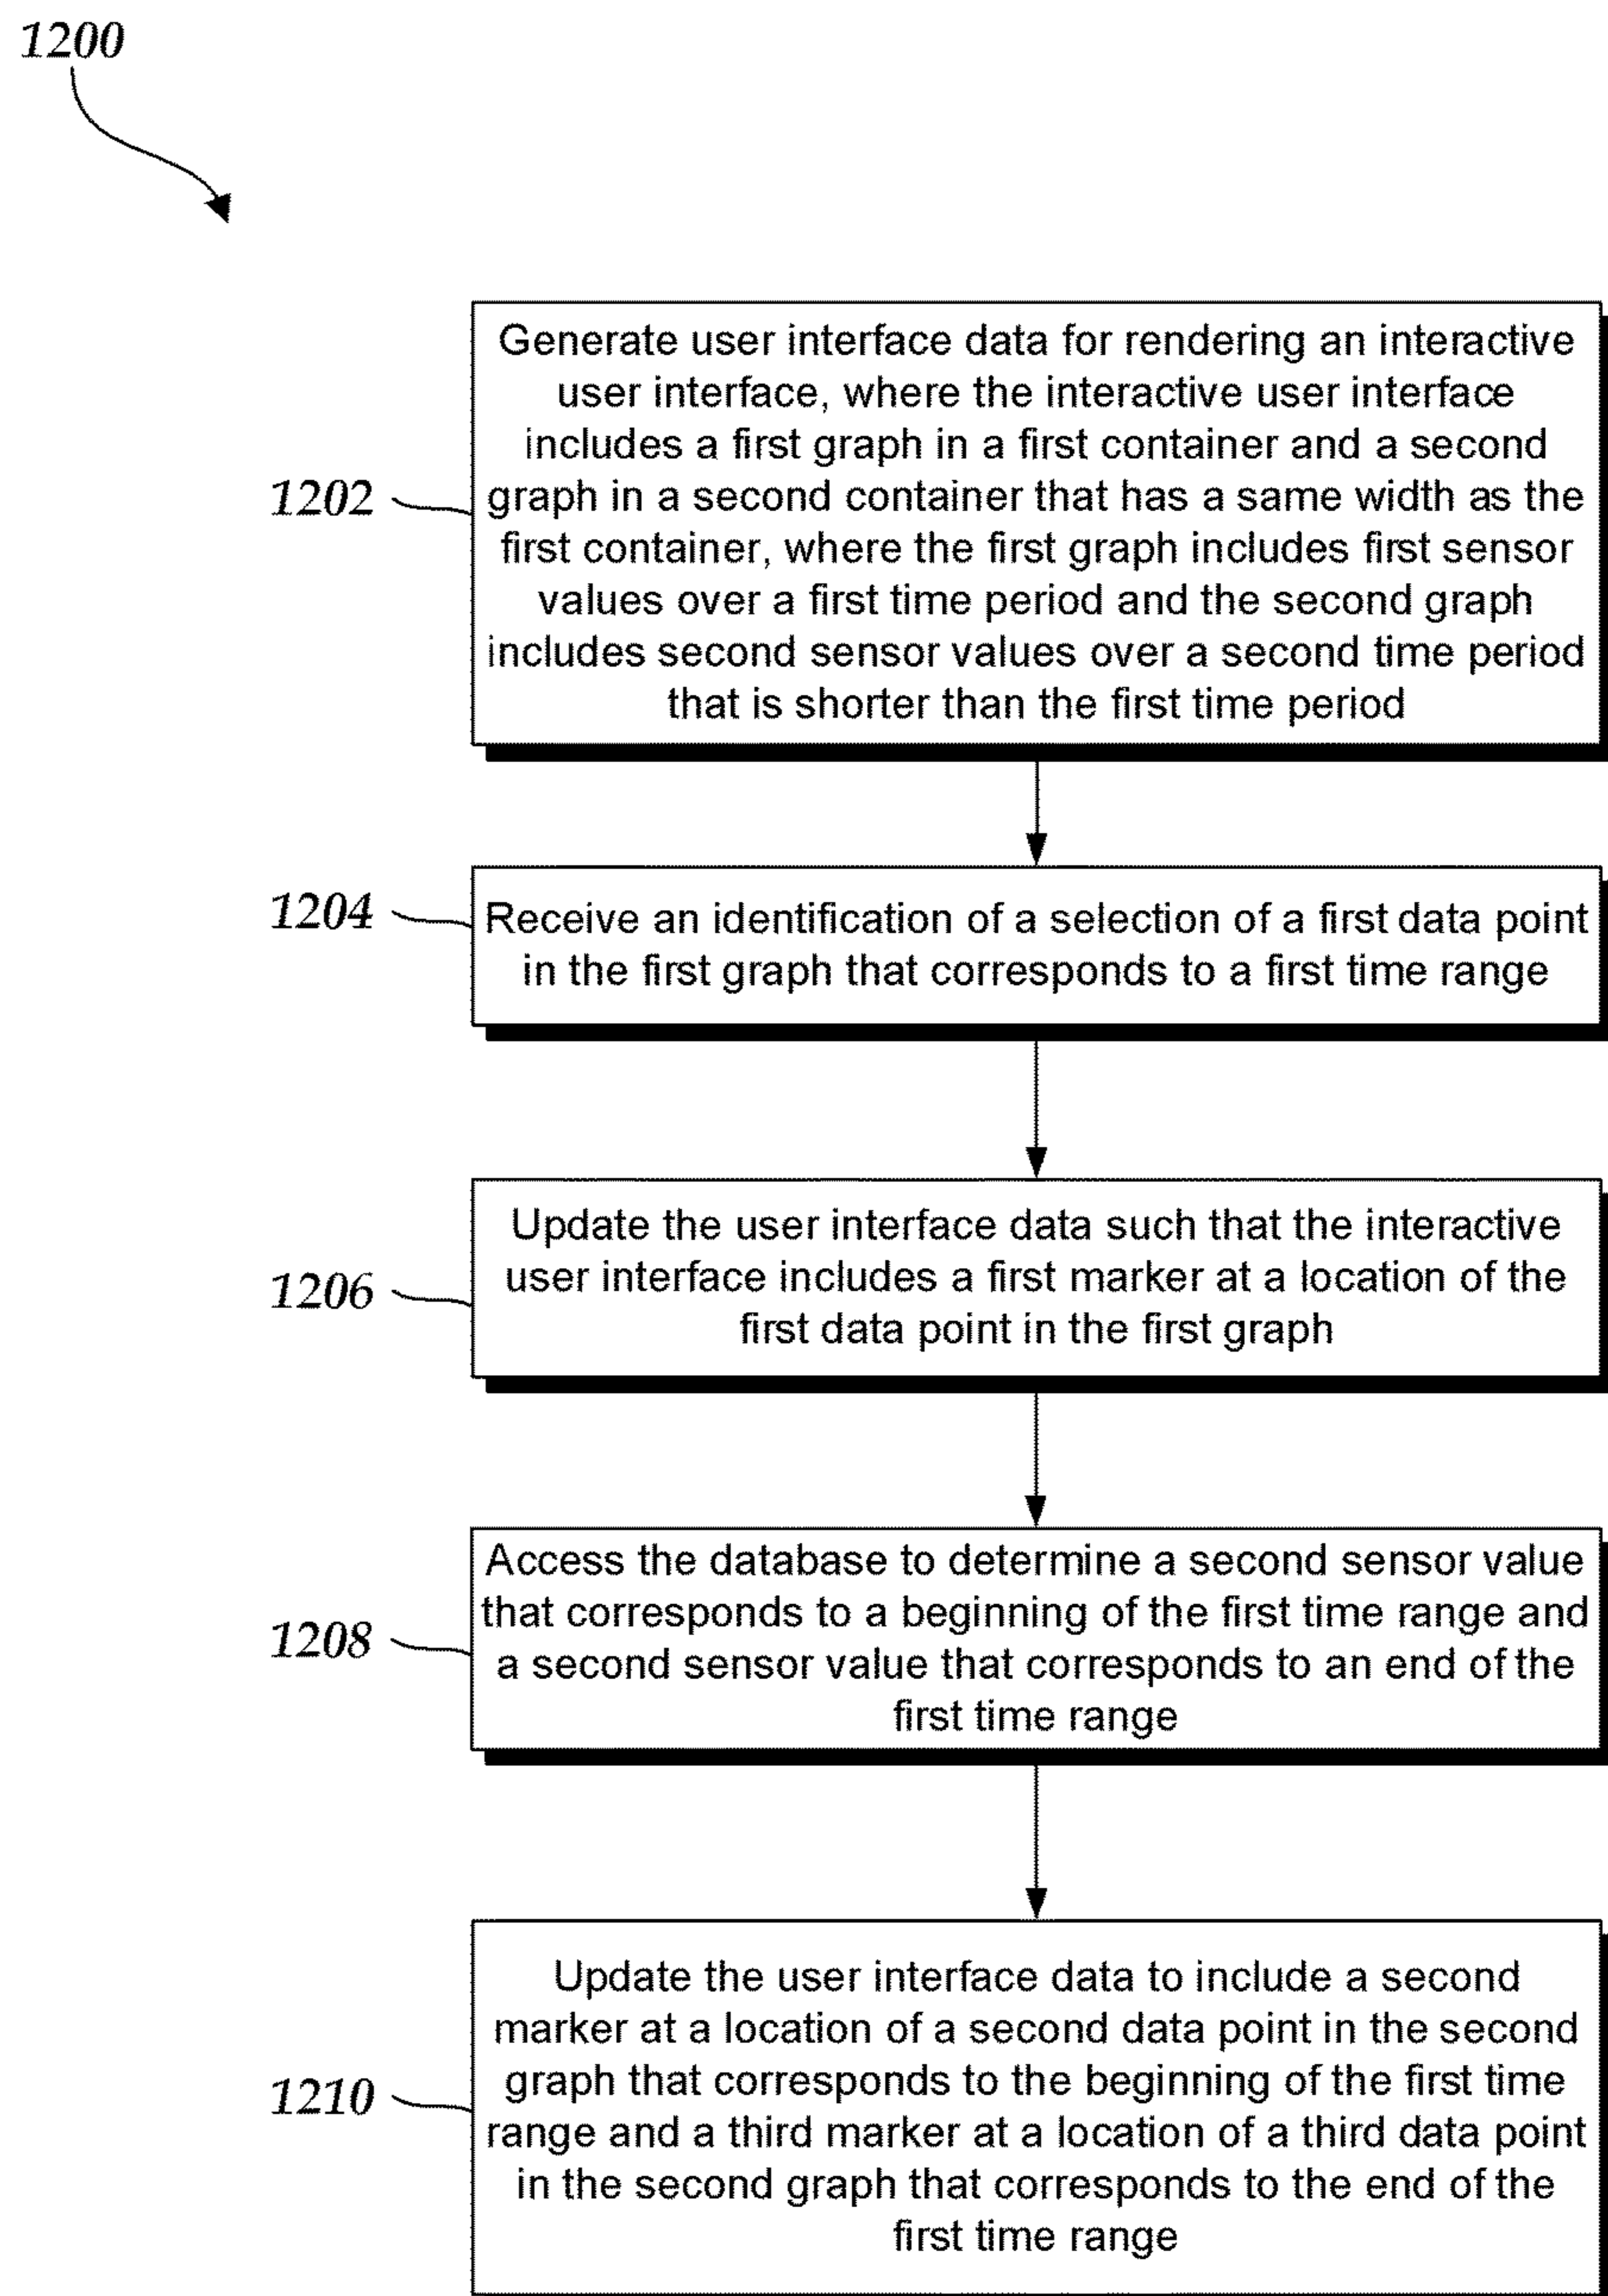 1200
Generate user interface data for rendering an interactive
user interface, where the interactive user interface
includes a first graph in a first container and a second
1202
graph in a second container that has a same width as the
first container, where the first graph includes first sensor
values over a first time period and the second graph
includes second sensor values over a second time period
that is shorter than the first time period
1204
Receive an identification of a selection of a first data point
in the first graph that corresponds to a first time range
Update the user interface data such that the interactive
1206
user interface includes a first marker at a location of the
first data point in the first graph
Access the database to determine a second sensor value
that corresponds to a beginning of the first time range and
1208
a second sensor value that corresponds to an end of the
first time range
Update the user interface data to include a second
marker at a location of a second data point in the second
graph that corresponds to the beginning of the first time
1210
range and a third marker at a location of a third data point
in the second graph that corresponds to the end of the
first time range